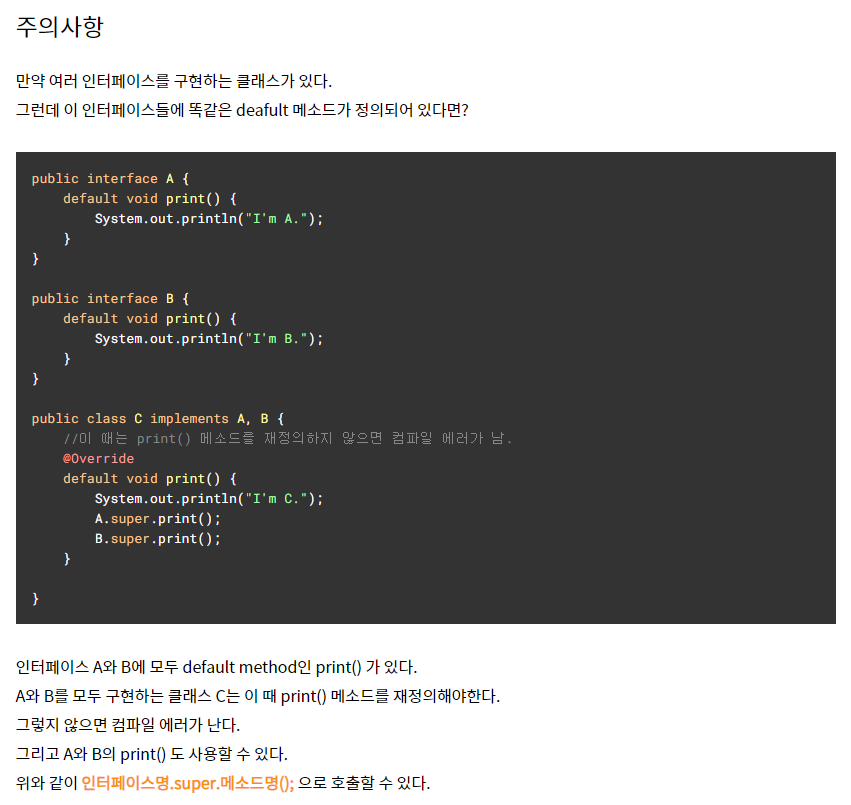 주의사항
만약 여러 인터페이스를 구현하는 클래스가 있다.
그런데 이 인터페이스들에 똑같은 deafult 메소드가 정의되어 있다면?
public interface A {
    default void print() {
        System.out.println("I'm A.");
    }
}
public interface B {
    default void print() {
        System.out.println("I'm B.");
    }
}
public class C implements A, B {
    //이 때는 print() 메소드를 재정의하지 않으면 컴파일 에러가 남.
    @Override
    default void print() {
        System.out.println("I'm C.");
        A.super.print();
        B.super.print();
    }
}
인터페이스 A와 B에 모두 default method인 print() 가 있다.
A와 B를 모두 구현하는 클래스 C는 이 때 print() 메소드를 재정의해야한다.
그렇지 않으면 컴파일 에러가 난다.
그리고 A와 B의 print() 도 사용할 수 있다.
위와 같이 인터페이스명.super.메소드명(); 으로 호출할 수 있다.